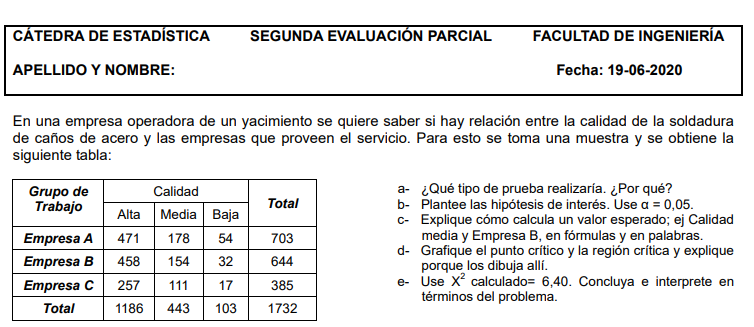 CÁTEDRA DE ESTADÍSTICA SEGUNDA EVALUACIÓN PARCIAL FACULTAD DE INGENIERÍA
APELLIDO Y NOMBRE: Fecha: 19-06-2020
En una empresa operadora de un yacimiento se quiere saber si hay relación entre la calidad de la soldadura
de caños de acero y las empresas que proveen el servicio. Para esto se toma una muestra y se obtiene la
siguiente tabla:
Grupo de Trabajo Calidad Total
Alta Media Baja
Empresa A 471 178 54 703
Empresa B 458 154 32 644
Empresa C 257 111 17 385
Total 1186 443 103 1732
a- ¿Qué tipo de prueba realizaría. ¿Por qué?
b- Plantee las hipótesis de interés. Use α = 0,05.
c- Explique cómo calcula un valor esperado; ej Calidad
media y Empresa B, en fórmulas y en palabras.
d- Grafique el punto crítico y la región crítica y explique
porque los dibuja allí.
e- Use X² calculado= 6,40. Concluya e interprete en
términos del problema.